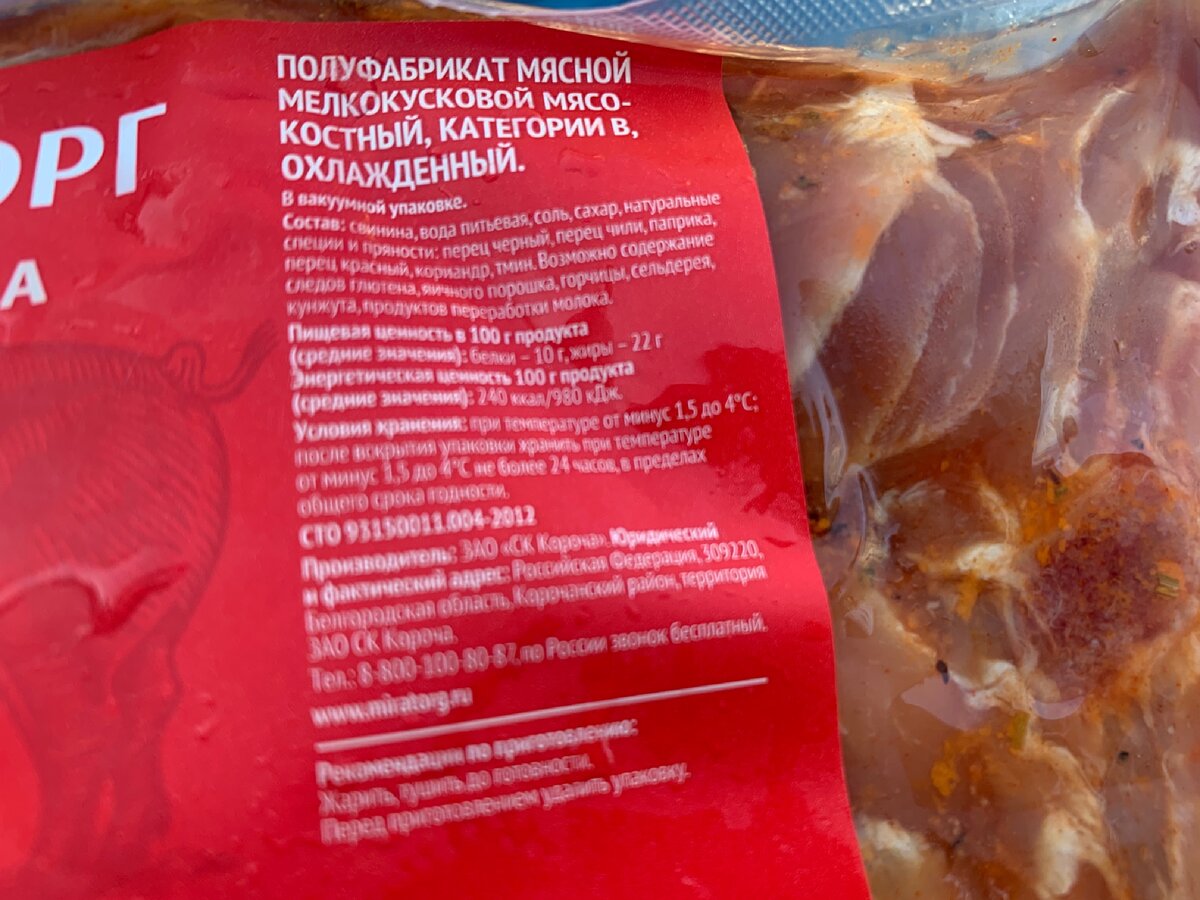 ОРГ
А
ПОЛУФАБРИКАТ МЯСНОЙ
МЕЛКОКУСКОВОЙ МЯСО-
КОСТНЫЙ, КАТЕГОРИИ В,
ОХЛАЖДЕННЫЙ.
В вакуумной упаковке.
Состав: свинина, вода питьевая, соль, сахар, натуральные
специи и пряности: перец черный, перец чили, паприка,
перец красный, кориандр, тмин. Возможно содержание
следов глютена, яичного порошка, горчицы, сельдерея,
кунжута, продуктов переработки молока.
Пищевая ценность в 100 г продукта
(средние значения): белки – 10 г, жиры – 22 г
Энергетическая ценность 100 г продукта
(средние значения): 240 ккал/980 кДж.
Условия хранения: при температуре от минус 1,5 до 4°С;
после вскрытия упаковки хранить при температуре
от минус 1,5 до 4°С не более 24 часов, в пределах
общего срока годности.
СТО 93150011.004-2012
Производитель: ЗАО «СК Короча». Юридический
и фактический адрес: Российская Федерация, 309220,
Белгородская область, Корочанский район, территория
ЗАО СК Короча.
Тел.: 8-800-100-80-87, по России звонок бесплатный.
www.miratorg.ru
Рекомендации по приготовлению:
Жарить, тушить до готовности.
Перед приготовлением удалить упаковку.